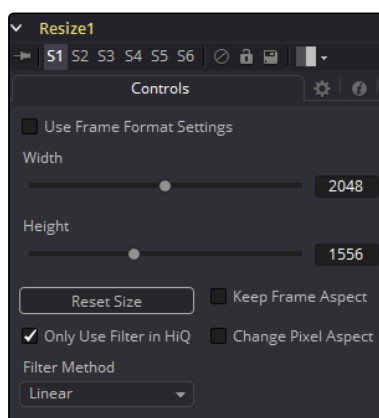 Resize1
S1 S2 S3 S4 S5 S6
Controls
Use Frame Format Settings
Width
2048
Height
1556
Reset Size Keep Frame Aspect
Only Use Filter in HiQ Change Pixel Aspect
Filter Method
Linear